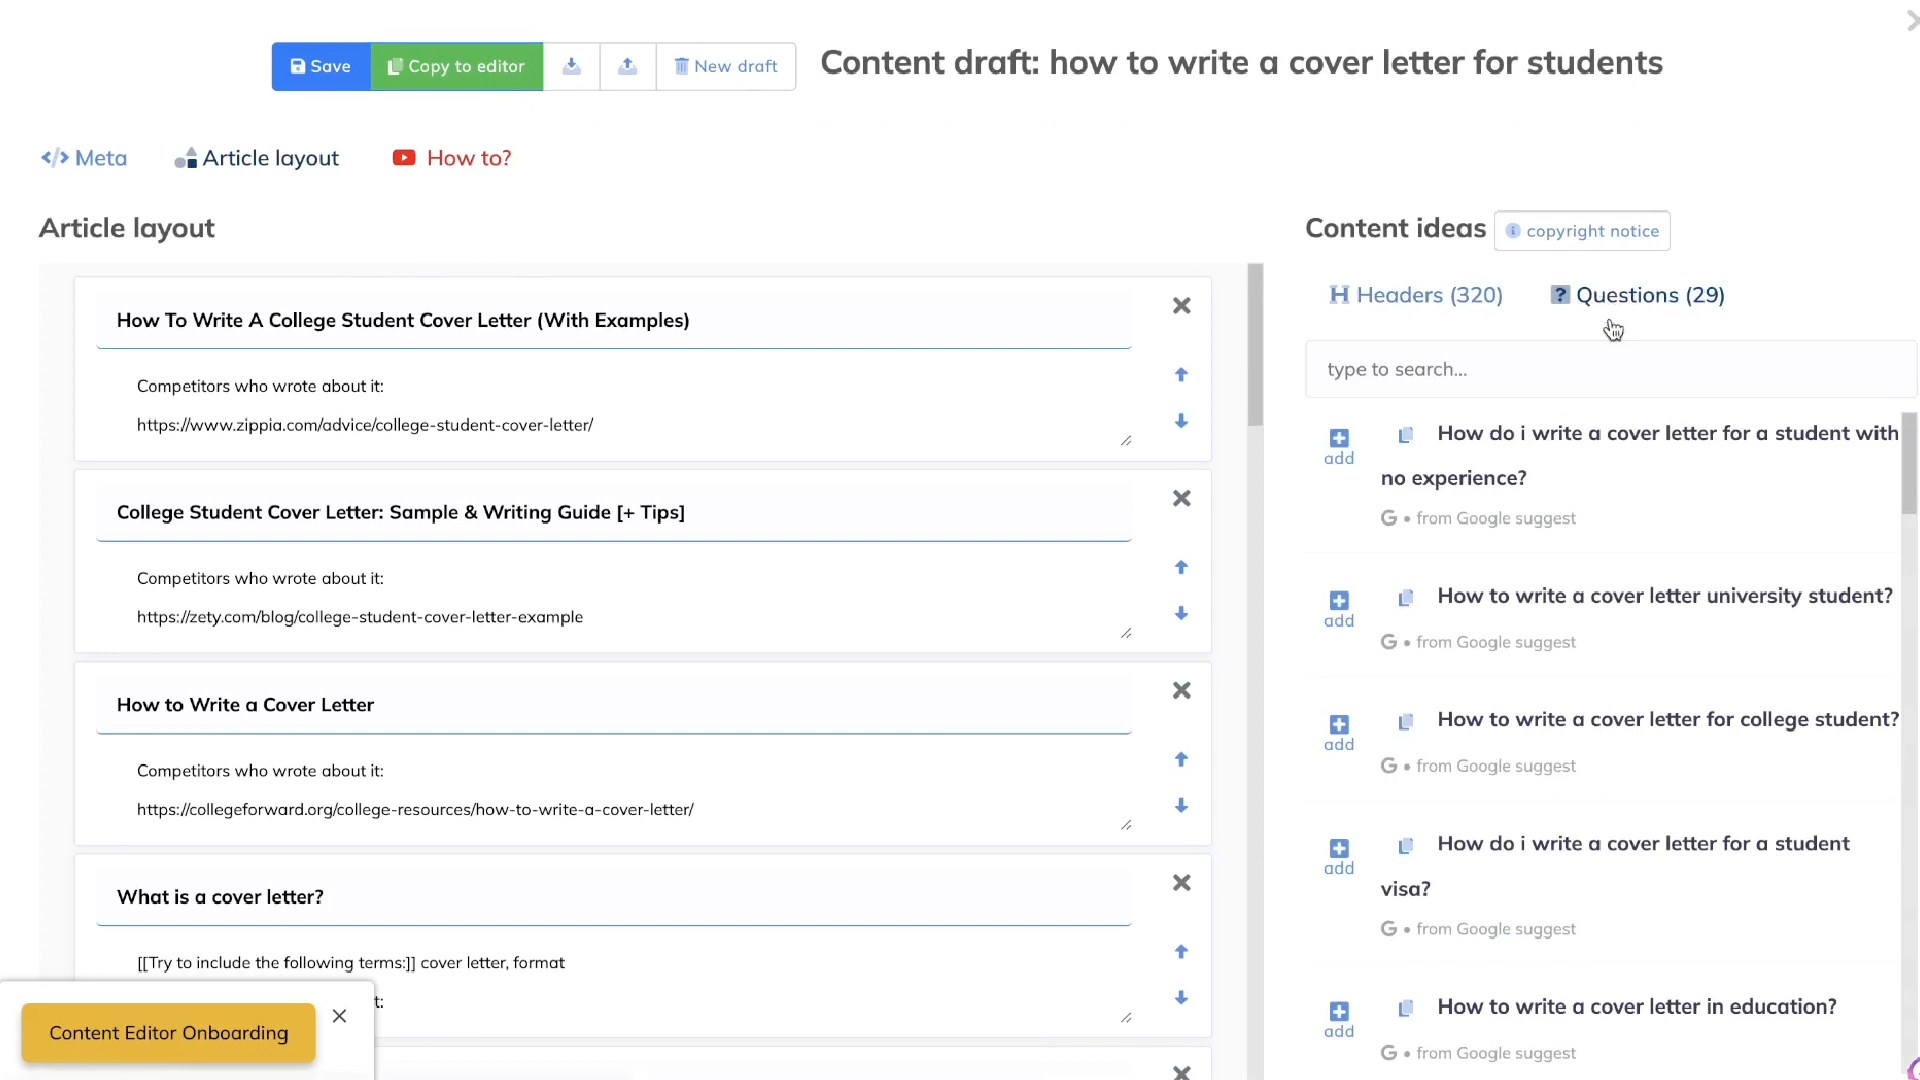 Save
Copy to editor
New draft
Content draft: how to write a cover letter for students
</> Meta
Article layout
How to?
Article layout
Content ideas
copyright notice
H Headers (320)
? Questions (29)
type to search...
How To Write A College Student Cover Letter (With Examples)
Competitors who wrote about it:
https://www.zippia.com/advice/college-student-cover-letter/
College Student Cover Letter: Sample & Writing Guide [+ Tips]
Competitors who wrote about it:
https://zety.com/blog/college-student-cover-letter-example
How to Write a Cover Letter
Competitors who wrote about it:
https://collegeforward.org/college-resources/how-to-write-a-cover-letter/
What is a cover letter?
[[Try to include the following terms:]] cover letter, format
t:
Content Editor Onboarding
add
How do i write a cover letter for a student with
no experience?
G • from Google suggest
add
How to write a cover letter university student?
G • from Google suggest
add
How to write a cover letter for college student?
G • from Google suggest
add
How do i write a cover letter for a student
visa?
G • from Google suggest
add
How to write a cover letter in education?
G • from Google suggest